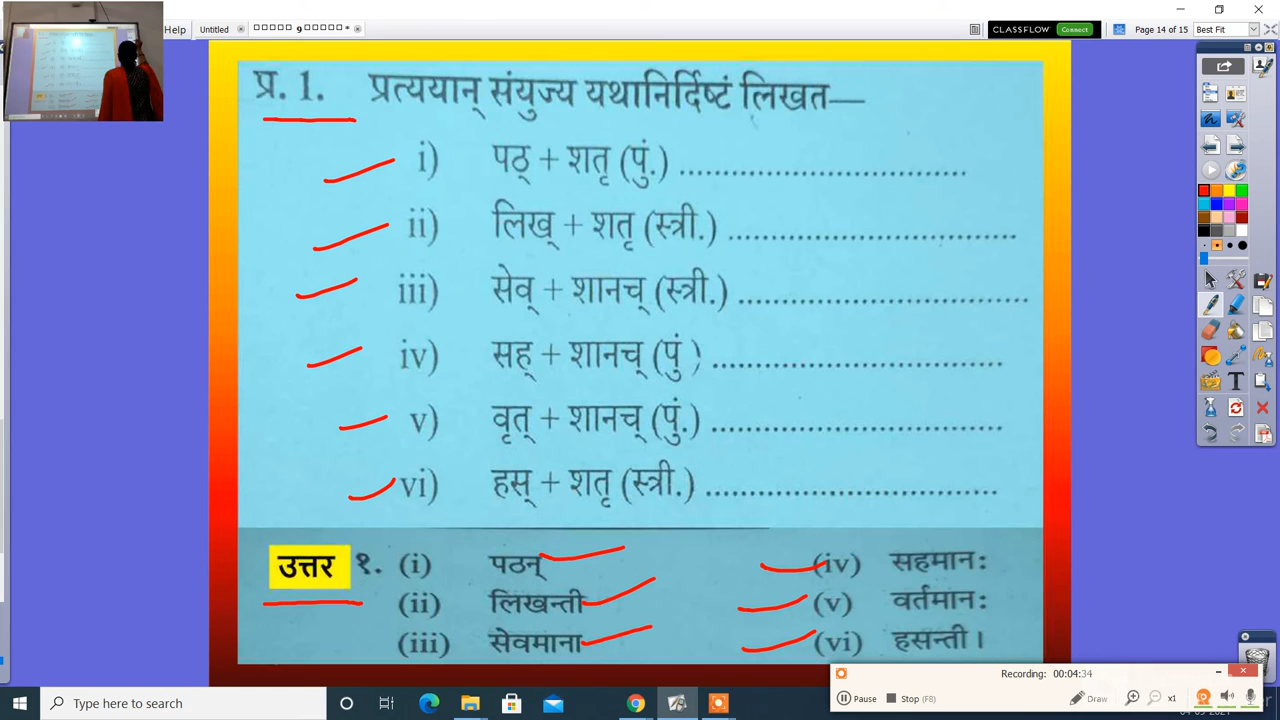 Help
Untitled
9
CLASSFLOW Connect
Page 14 of 15
Best Fit
प्र. 1. प्रत्ययान् संयुज्य यथानिर्दिष्टं लिखत—
i) पठ् + शतृ (पुं.) ................................
ii) लिख् + शतृ (स्त्री.) ................................
iii) सेव् + शानच् (स्त्री.) ................................
iv) सह् + शानच् (पुं ) ................................
v) वृत् + शानच् (पुं.) ................................
vi) हस् + शतृ (स्त्री.) ................................
उत्तर १. (i) पठन् (iv) सहमानः
(ii) लिखन्ती (v) वर्तमानः
(iii) सेवमाना (vi) हसन्ती।
Recording: 00:04:34
Pause Stop (F8) Draw x1
Type here to search